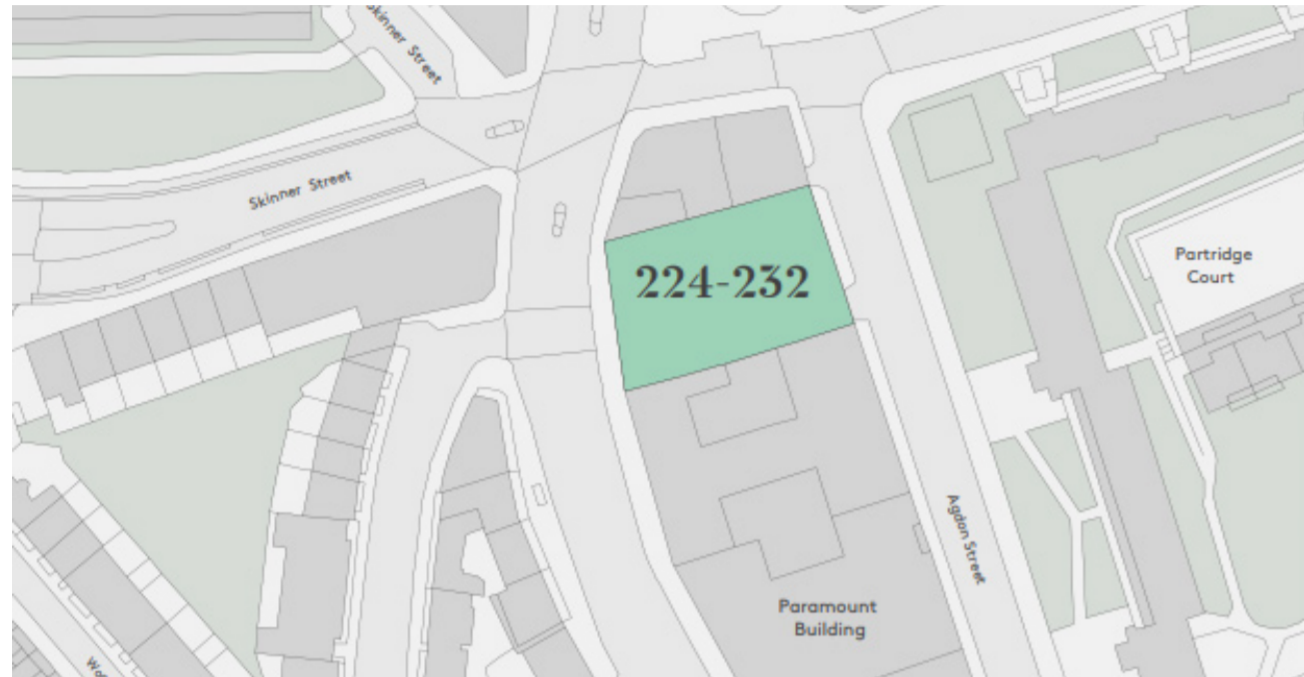 Skinner Street
Skinner Street
224-232
Partridge
Court
Agdon Street
Paramount
Building